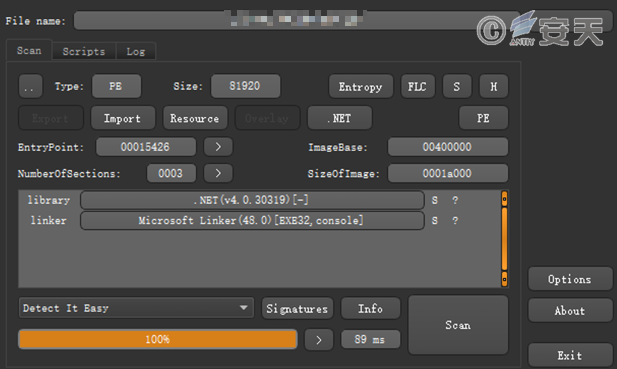 File name:
© ANTIY 安天
Scan Scripts Log
.. Type: PE Size: 81920 Entropy FLC S H
Export Import Resource Overlay .NET PE
EntryPoint: 00015426 > ImageBase: 00400000
NumberOfSections: 0003 > SizeOfImage: 0001a000
library .NET(v4.0.30319)[-] S ?
linker Microsoft Linker(48.0)[EXE32,console] S ?
Options
Detect It Easy Signatures Info Scan About
100% > 89 ms
Exit